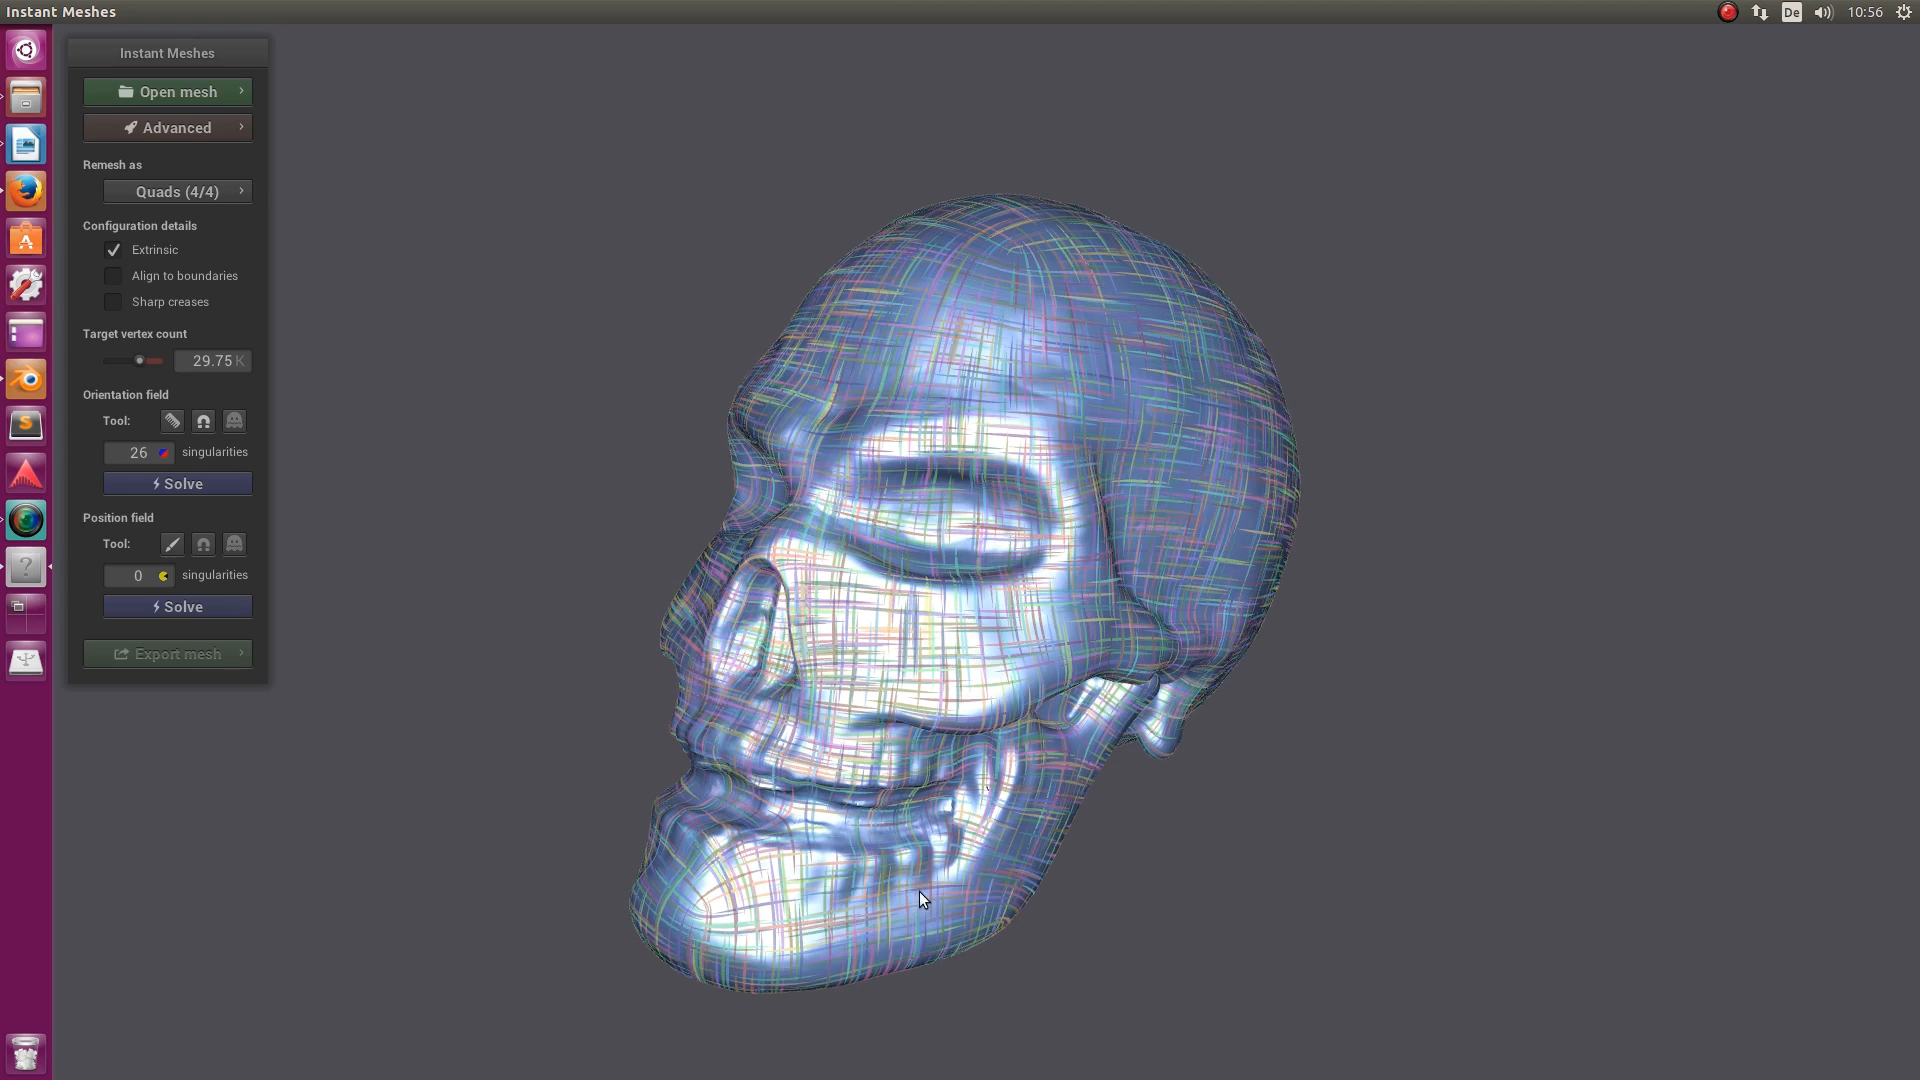 Instant Meshes
De
10:56
Instant Meshes
Open mesh
Advanced
Remesh as
Quads (4/4)
Configuration details
Extrinsic
Align to boundaries
Sharp creases
Target vertex count
29.75 K
Orientation field
Tool:
26 singularities
Solve
Position field
Tool:
0 singularities
Solve
Export mesh